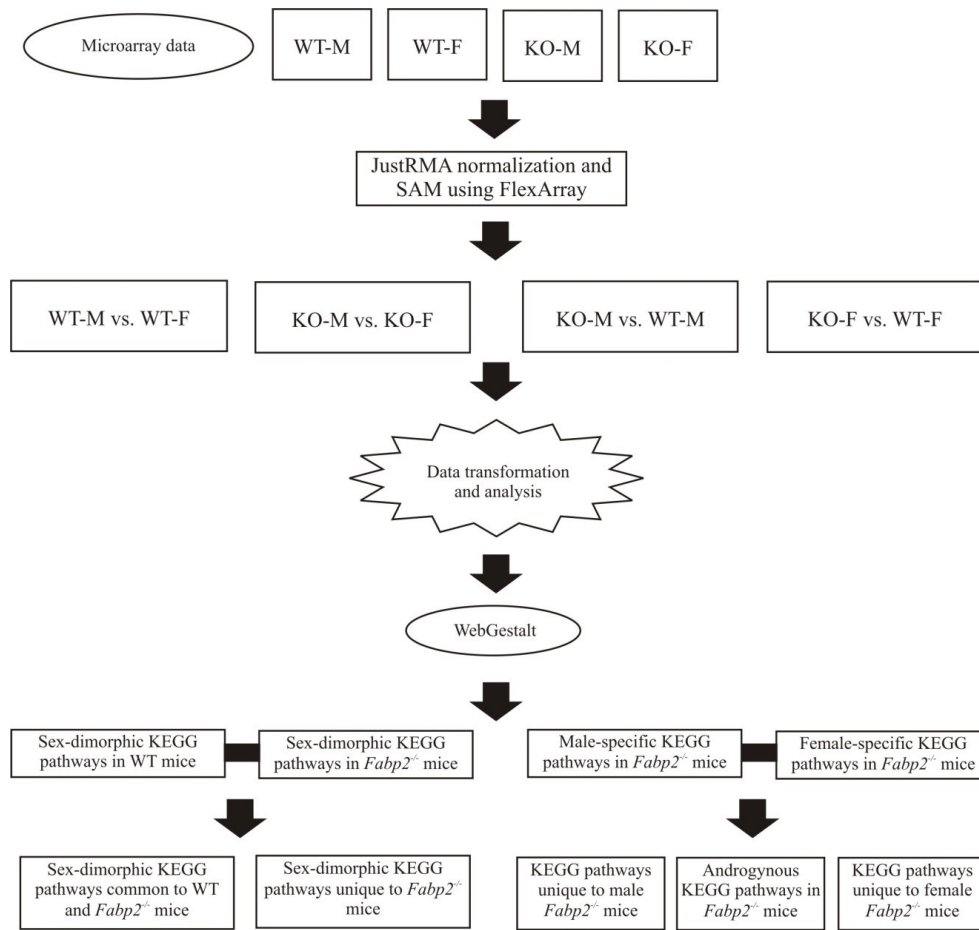 Microarray data
WT-M
WT-F
KO-M
KO-F
JustRMA normalization and
SAM using FlexArray
WT-M vs. WT-F
KO-M vs. KO-F
KO-M vs. WT-M
KO-F vs. WT-F
Data transformation
and analysis
WebGestalt
Sex-dimorphic KEGG
pathways in WT mice
Sex-dimorphic KEGG
pathways in Fabp2⁻/⁻ mice
Male-specific KEGG
pathways in Fabp2⁻/⁻ mice
Female-specific KEGG
pathways in Fabp2⁻/⁻ mice
Sex-dimorphic KEGG
pathways common to WT
and Fabp2⁻/⁻ mice
Sex-dimorphic KEGG
pathways unique to Fabp2⁻/⁻
mice
KEGG pathways
unique to male
Fabp2⁻/⁻ mice
Androgynous
KEGG pathways in
Fabp2⁻/⁻ mice
KEGG pathways
unique to female
Fabp2⁻/⁻ mice